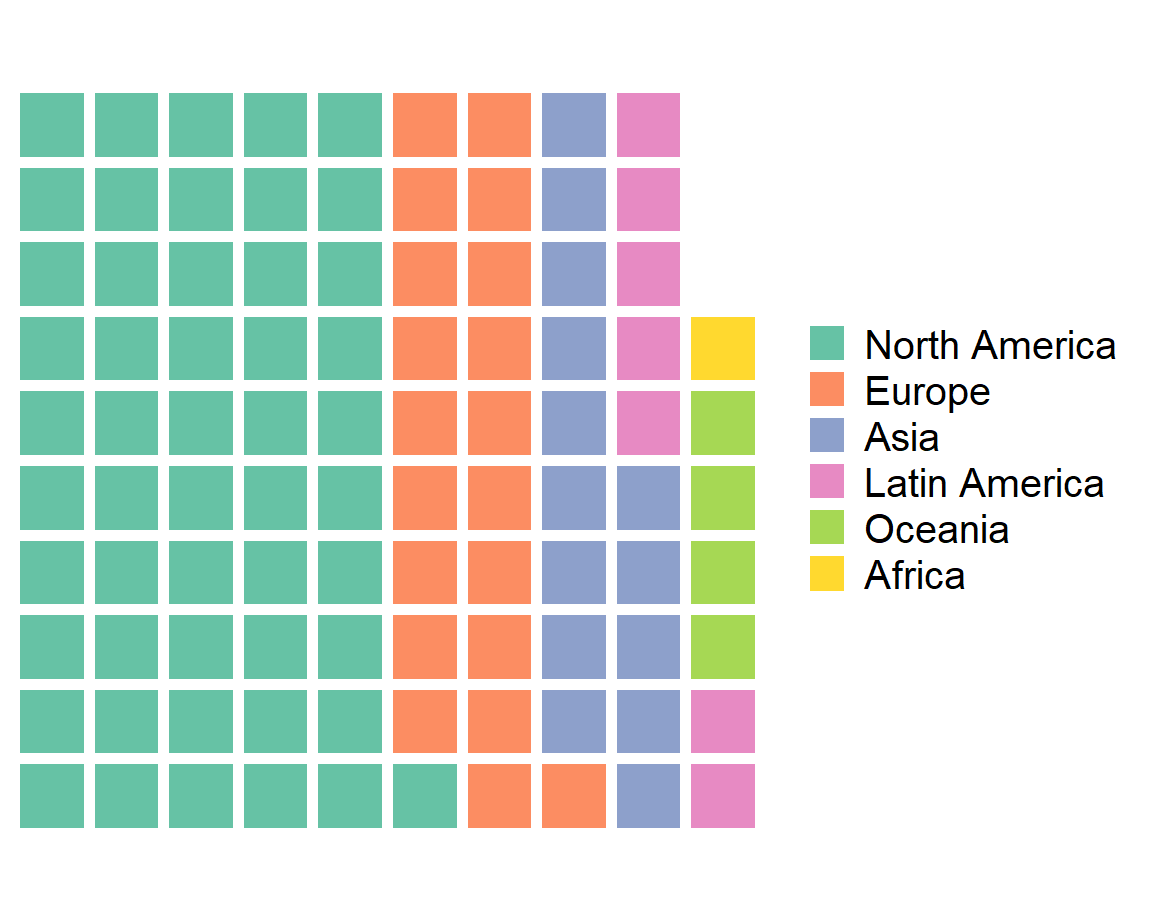 North America
Europe
Asia
Latin America
Oceania
Africa